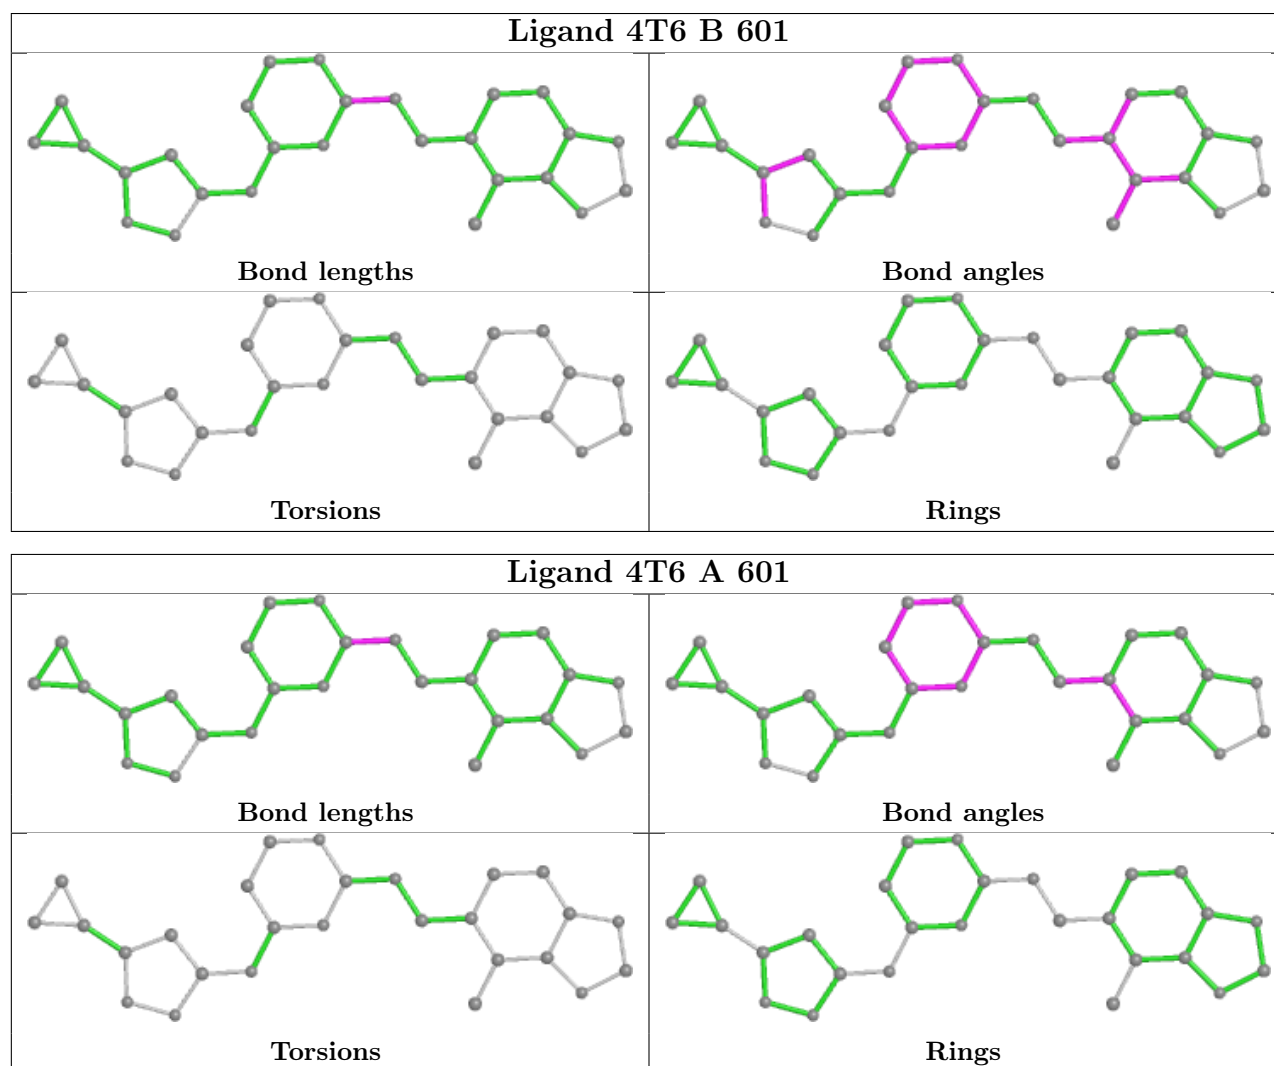 Ligand 4T6 B 601
Bond lengths
Bond angles
Torsions
Rings
Ligand 4T6 A 601
Bond lengths
Bond angles
Torsions
Rings